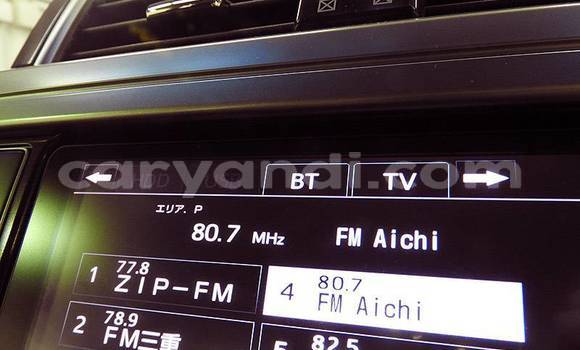 caryandi.com
HDD
BT
TV
エリア. P
80.7 MHz FM Aichi
1 77.8 ZIP-FM
4 80.7 FM Aichi
2 78.9 FM三重
82.5